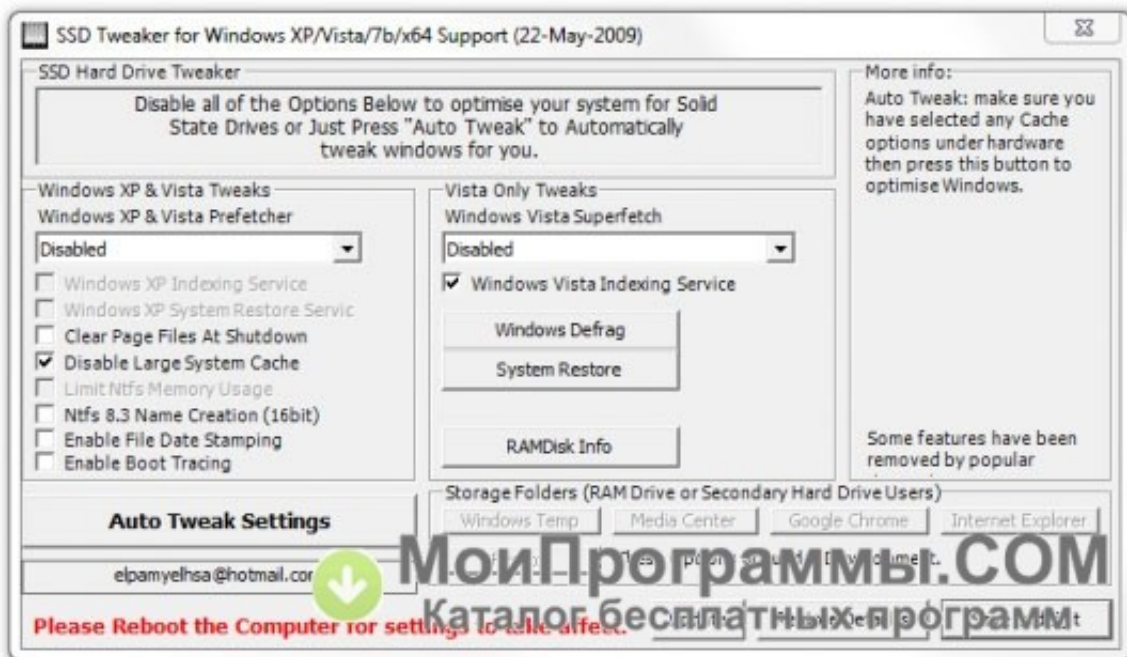 SSD Tweaker for Windows XP/Vista/7b/x64 Support (22-May-2009)
SSD Hard Drive Tweaker
Disable all of the Options Below to optimise your system for Solid
State Drives or Just Press "Auto Tweak" to Automatically
tweak windows for you.
More info:
Auto Tweak: make sure you
have selected any Cache
options under hardware
then press this button to
optimise Windows.
Some features have been
removed by popular
Windows XP & Vista Tweaks
Windows XP & Vista Prefetcher
Disabled
Windows XP Indexing Service
Windows XP System Restore Servic
Clear Page Files At Shutdown
Disable Large System Cache
Limit Ntfs Memory Usage
Ntfs 8.3 Name Creation (16bit)
Enable File Date Stamping
Enable Boot Tracing
Vista Only Tweaks
Windows Vista Superfetch
Disabled
Windows Vista Indexing Service
Windows Defrag
System Restore
RAMDisk Info
Auto Tweak Settings
elpamyelhsa@hotmail.com
Storage Folders (RAM Drive or Secondary Hard Drive Users)
Windows Temp
Media Center
Google Chrome
Internet Explorer
МоиПрограммы.COM
Каталог бесплатных программ
Please Reboot the Computer for settings to take affect.